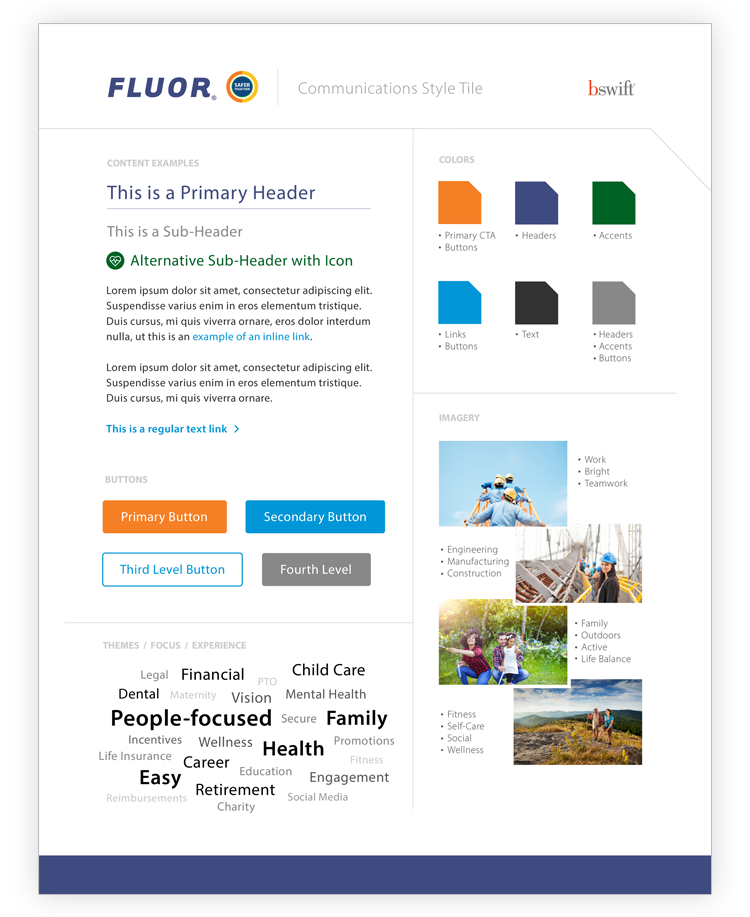 FLUOR®
SAFER
TOGETHER
Communications Style Tile
bswift
CONTENT EXAMPLES
This is a Primary Header
This is a Sub-Header
Alternative Sub-Header with Icon
Lorem ipsum dolor sit amet, consectetur adipiscing elit.
Suspendisse varius enim in eros elementum tristique.
Duis cursus, mi quis viverra ornare, eros dolor interdum
nulla, ut this is an example of an inline link.
Lorem ipsum dolor sit amet, consectetur adipiscing elit.
Suspendisse varius enim in eros elementum tristique.
Duis cursus, mi quis viverra ornare.
This is a regular text link >
BUTTONS
Primary Button
Secondary Button
Third Level Button
Fourth Level
THEMES / FOCUS / EXPERIENCE
Legal Financial PTO Child Care
Dental Maternity Vision Mental Health
People-focused Secure Family
Incentives Wellness Health Promotions
Life Insurance Career Fitness
Easy Education Engagement
Reimbursements Retirement Social Media
Charity
COLORS
• Primary CTA
• Buttons
• Headers
• Accents
• Links
• Buttons
• Text
• Headers
• Accents
• Buttons
IMAGERY
• Work
• Bright
• Teamwork
• Engineering
• Manufacturing
• Construction
• Family
• Outdoors
• Active
• Life Balance
• Fitness
• Self-Care
• Social
• Wellness